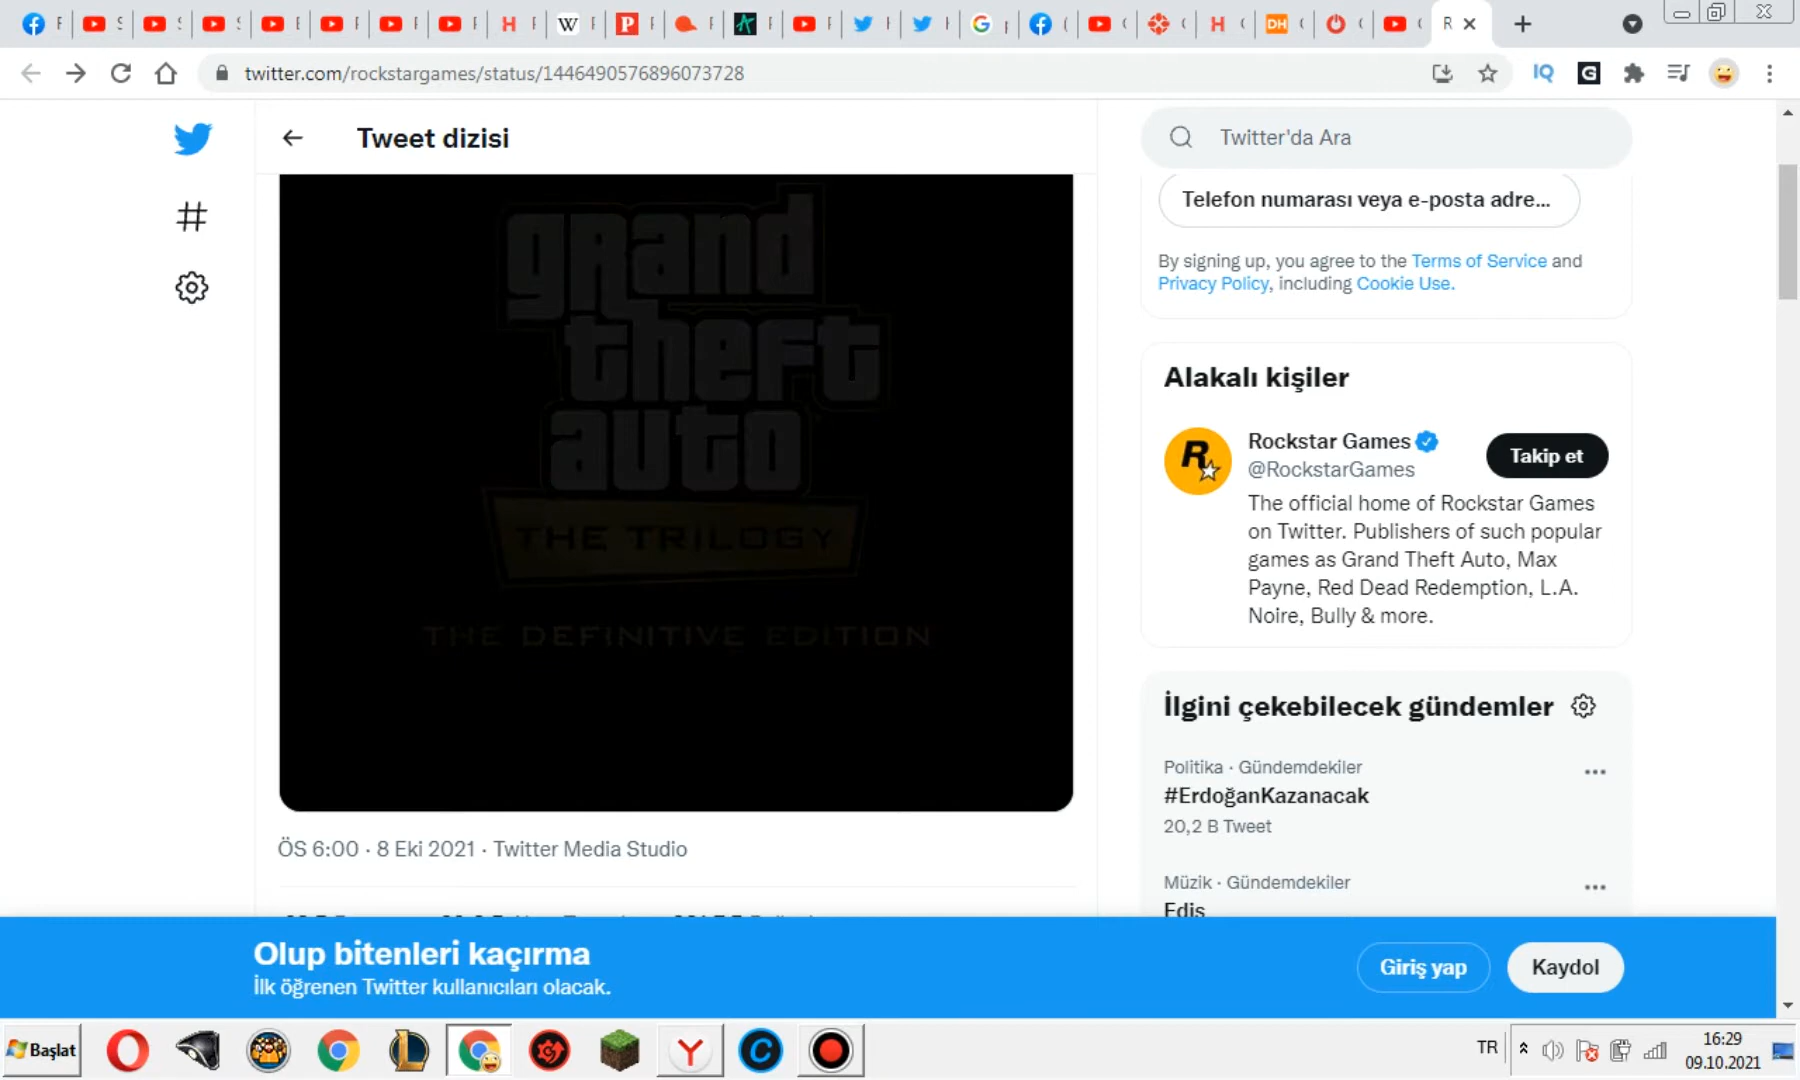 twitter.com/rockstargames/status/1446490576896073728
Tweet dizisi
grand
theft
auto
THE TRILOGY
THE DEFINITIVE EDITION
ÖS 6:00 · 8 Eki 2021 · Twitter Media Studio
Twitter'da Ara
Telefon numarası veya e-posta adre...
By signing up, you agree to the Terms of Service and
Privacy Policy, including Cookie Use.
Alakalı kişiler
Rockstar Games
@RockstarGames
Takip et
The official home of Rockstar Games
on Twitter. Publishers of such popular
games as Grand Theft Auto, Max
Payne, Red Dead Redemption, L.A.
Noire, Bully & more.
İlgini çekebilecek gündemler
Politika · Gündemdekiler
#ErdoğanKazanacak
20,2 B Tweet
Müzik · Gündemdekiler
Edis
Olup bitenleri kaçırma
İlk öğrenen Twitter kullanıcıları olacak.
Giriş yap
Kaydol
Başlat
TR
16:29
09.10.2021